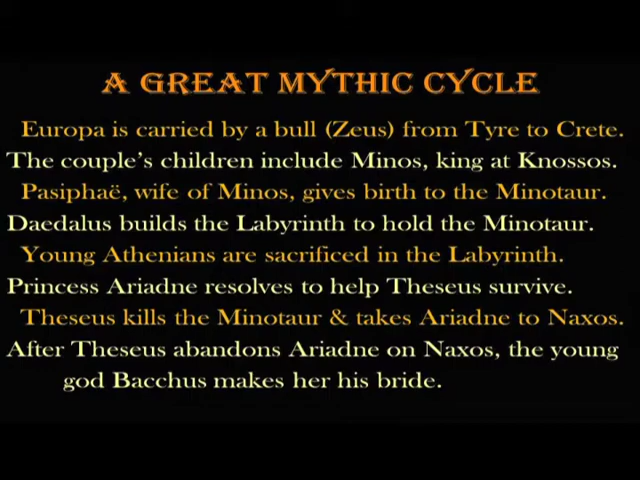 A GREAT MYTHIC CYCLE
Europa is carried by a bull (Zeus) from Tyre to Crete.
The couple's children include Minos, king at Knossos.
Pasiphaë, wife of Minos, gives birth to the Minotaur.
Daedalus builds the Labyrinth to hold the Minotaur.
Young Athenians are sacrificed in the Labyrinth.
Princess Ariadne resolves to help Theseus survive.
Theseus kills the Minotaur & takes Ariadne to Naxos.
After Theseus abandons Ariadne on Naxos, the young
god Bacchus makes her his bride.